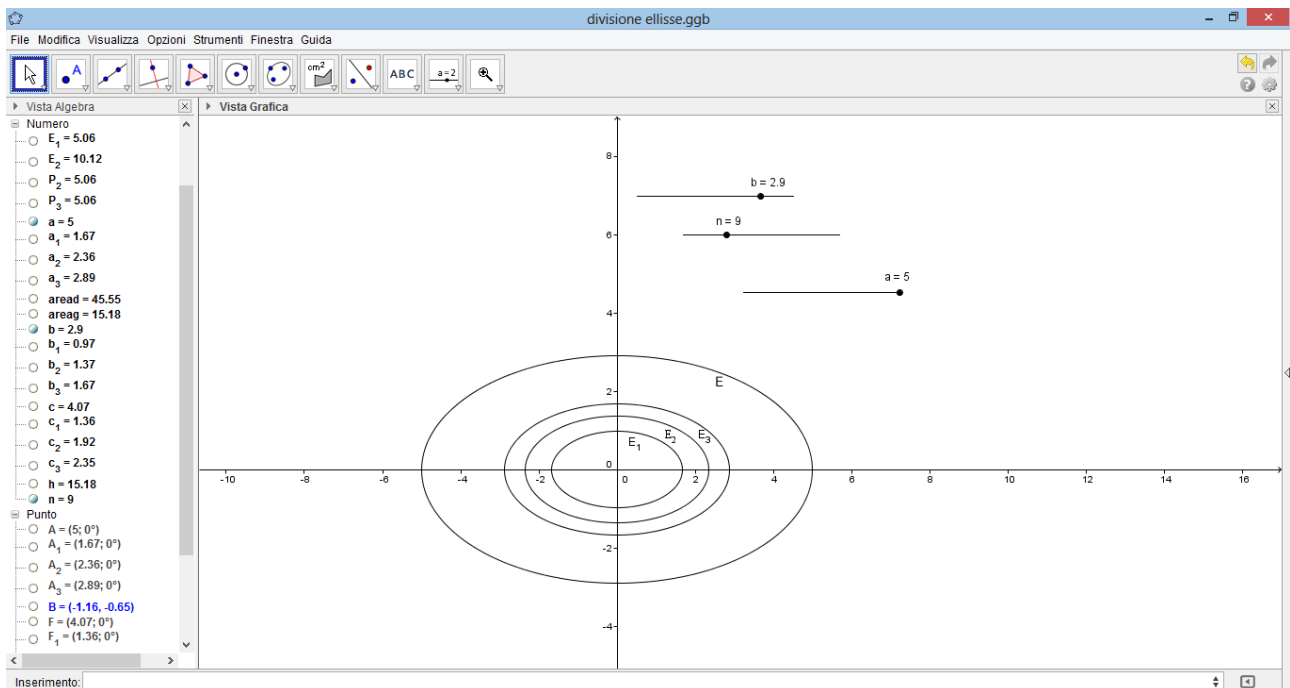 divisione ellisse.ggb
File Modifica Visualizza Opzioni Strumenti Finestra Guida
A
cm²
ABC
a=2
Vista Algebra
Vista Grafica
Numero
E₁ = 5.06
E₂ = 10.12
P₂ = 5.06
P₃ = 5.06
a = 5
a₁ = 1.67
a₂ = 2.36
a₃ = 2.89
aread = 45.55
areag = 15.18
b = 2.9
b₁ = 0.97
b₂ = 1.37
b₃ = 1.67
c = 4.07
c₁ = 1.36
c₂ = 1.92
c₃ = 2.35
h = 15.18
n = 9
Punto
A = (5; 0°)
A₁ = (1.67; 0°)
A₂ = (2.36; 0°)
A₃ = (2.89; 0°)
B = (-1.16, -0.65)
F = (4.07; 0°)
F₁ = (1.36; 0°)
8
b = 2.9
n = 9
6
a = 5
4
E
2
E₁ E₂ E₃
0
-10 -8 -6 -4 -2 0 2 4 6 8 10 12 14 16
-2
-4
Inserimento: